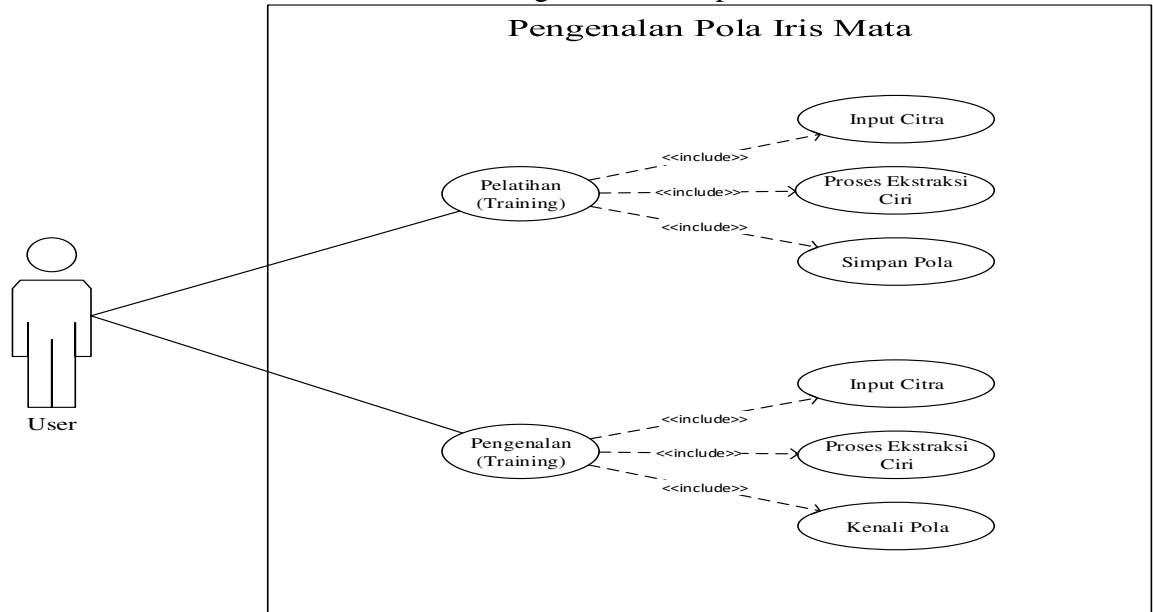 Pengenalan Pola Iris Mata
Input Citra
<<include>>
Pelatihan
(Training)
<<include>>
Proses Ekstraksi
Ciri
<<include>>
Simpan Pola
User
Input Citra
<<include>>
Pengenalan
(Training)
<<include>>
Proses Ekstraksi
Ciri
<<include>>
Kenali Pola